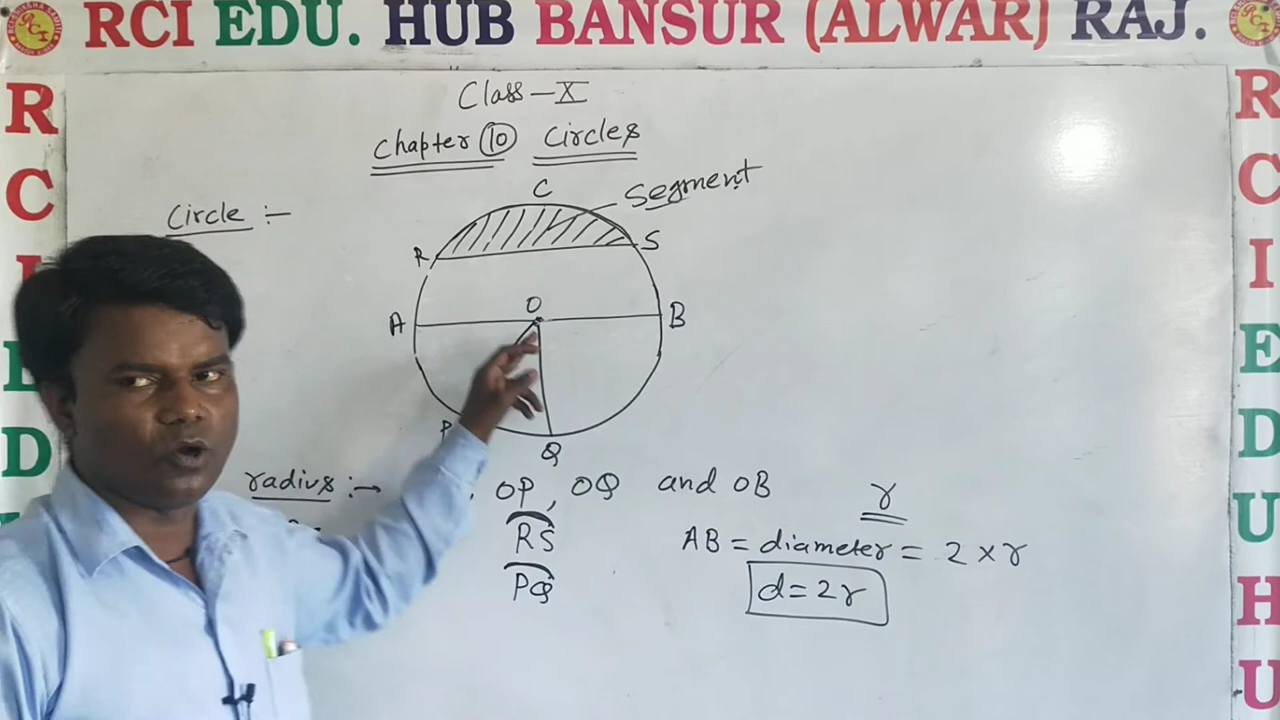 RCI EDU. HUB BANSUR (ALWAR) RAJ.
Class-X
Chapter 10 Circles
Circle :-
C
Segment
R
S
O
A
B
P
Q
radius :→ OP, OQ and OB
r
RS
AB = diameter = 2 × r
PQ
d = 2r
R
C
I
E
D
R
C
I
E
D
U
H
U